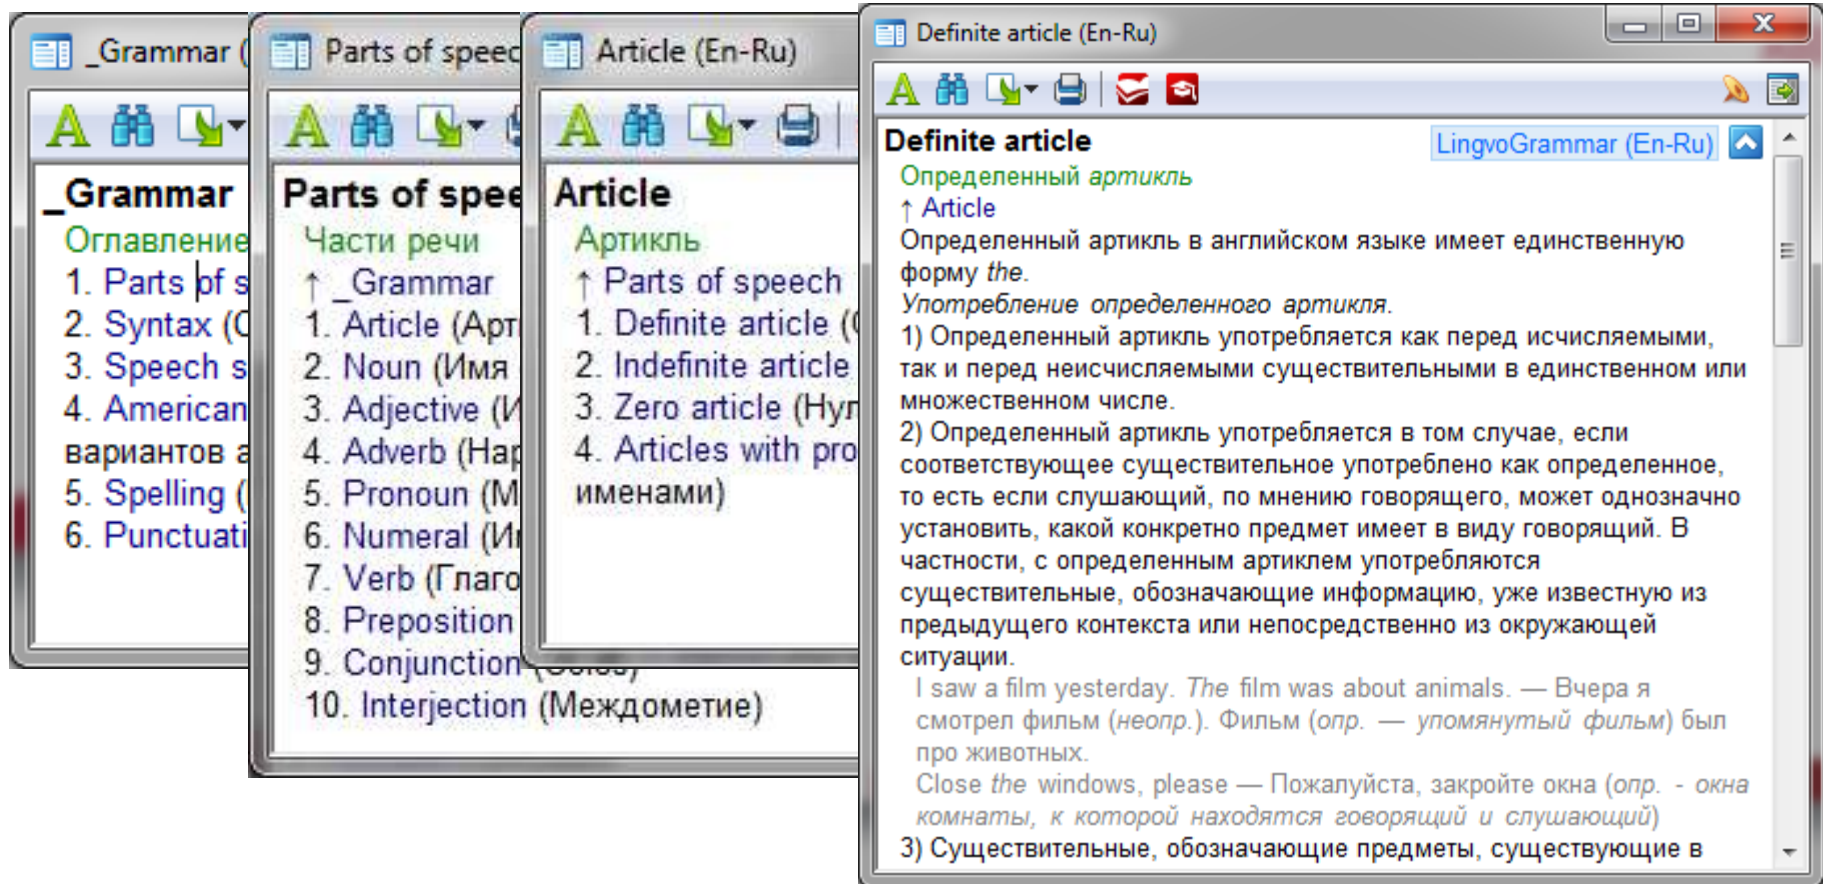 _Grammar (
_Grammar
Оглавление
1. Parts of s
2. Syntax (
3. Speech s
4. American
вариантов а
5. Spelling (
6. Punctuati
Parts of speec
Parts of spee
Части речи
↑ _Grammar
1. Article (Арт
2. Noun (Имя
3. Adjective (И
4. Adverb (Нар
5. Pronoun (М
6. Numeral (И
7. Verb (Глаго
8. Preposition
9. Conjunction
10. Interjection (Междометие)
Article (En-Ru)
Article
Артикль
↑ Parts of speech
1. Definite article (
2. Indefinite article
3. Zero article (Нул
4. Articles with pro
именами)
Definite article (En-Ru)
Definite article
LingvoGrammar (En-Ru)
Определенный артикль
↑ Article
Определенный артикль в английском языке имеет единственную
форму the.
Употребление определенного артикля.
1) Определенный артикль употребляется как перед исчисляемыми,
так и перед неисчисляемыми существительными в единственном или
множественном числе.
2) Определенный артикль употребляется в том случае, если
соответствующее существительное употреблено как определенное,
то есть если слушающий, по мнению говорящего, может однозначно
установить, какой конкретно предмет имеет в виду говорящий. В
частности, с определенным артиклем употребляются
существительные, обозначающие информацию, уже известную из
предыдущего контекста или непосредственно из окружающей
ситуации.
I saw a film yesterday. The film was about animals. — Вчера я
смотрел фильм (неопр.). Фильм (опр. — упомянутый фильм) был
про животных.
Close the windows, please — Пожалуйста, закройте окна (опр. - окна
комнаты, к которой находятся говорящий и слушающий)
3) Существительные, обозначающие предметы, существующие в